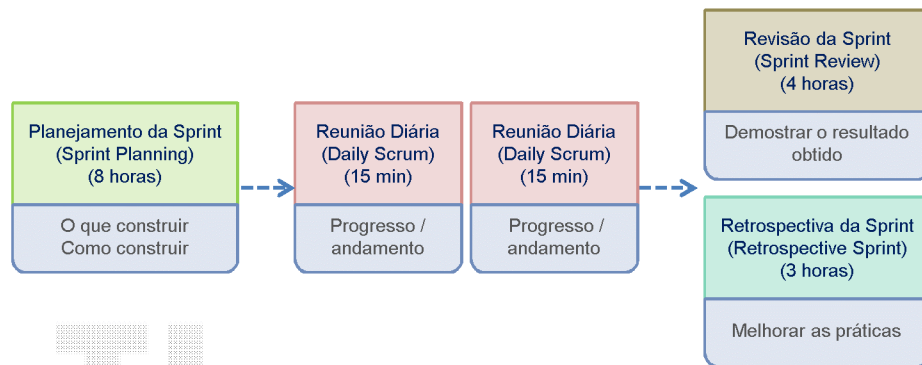 Planejamento da Sprint
(Sprint Planning)
(8 horas)
O que construir
Como construir
Reunião Diária
(Daily Scrum)
(15 min)
Progresso /
andamento
Reunião Diária
(Daily Scrum)
(15 min)
Progresso /
andamento
Revisão da Sprint
(Sprint Review)
(4 horas)
Demostrar o resultado
obtido
Retrospectiva da Sprint
(Retrospective Sprint)
(3 horas)
Melhorar as práticas